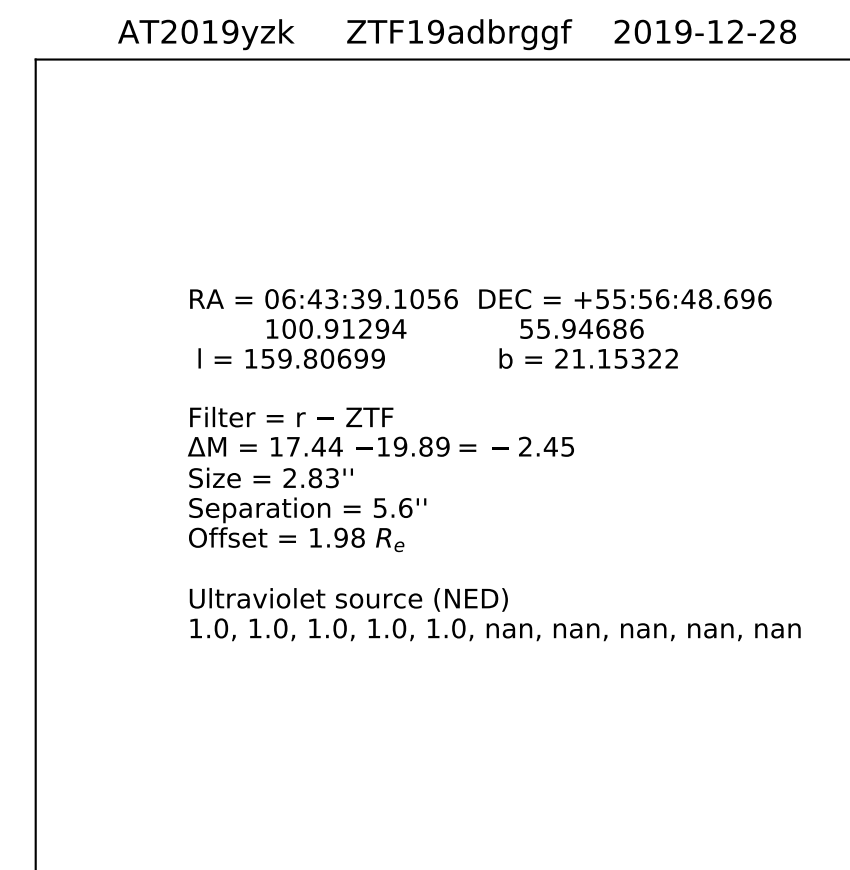 AT2019yzk ZTF19adbrggf 2019-12-28
RA = 06:43:39.1056 DEC = +55:56:48.696
100.91294 55.94686
l = 159.80699 b = 21.15322
Filter = r − ZTF
ΔM = 17.44 −19.89 = − 2.45
Size = 2.83''
Separation = 5.6''
Offset = 1.98 Rₑ
Ultraviolet source (NED)
1.0, 1.0, 1.0, 1.0, 1.0, nan, nan, nan, nan, nan